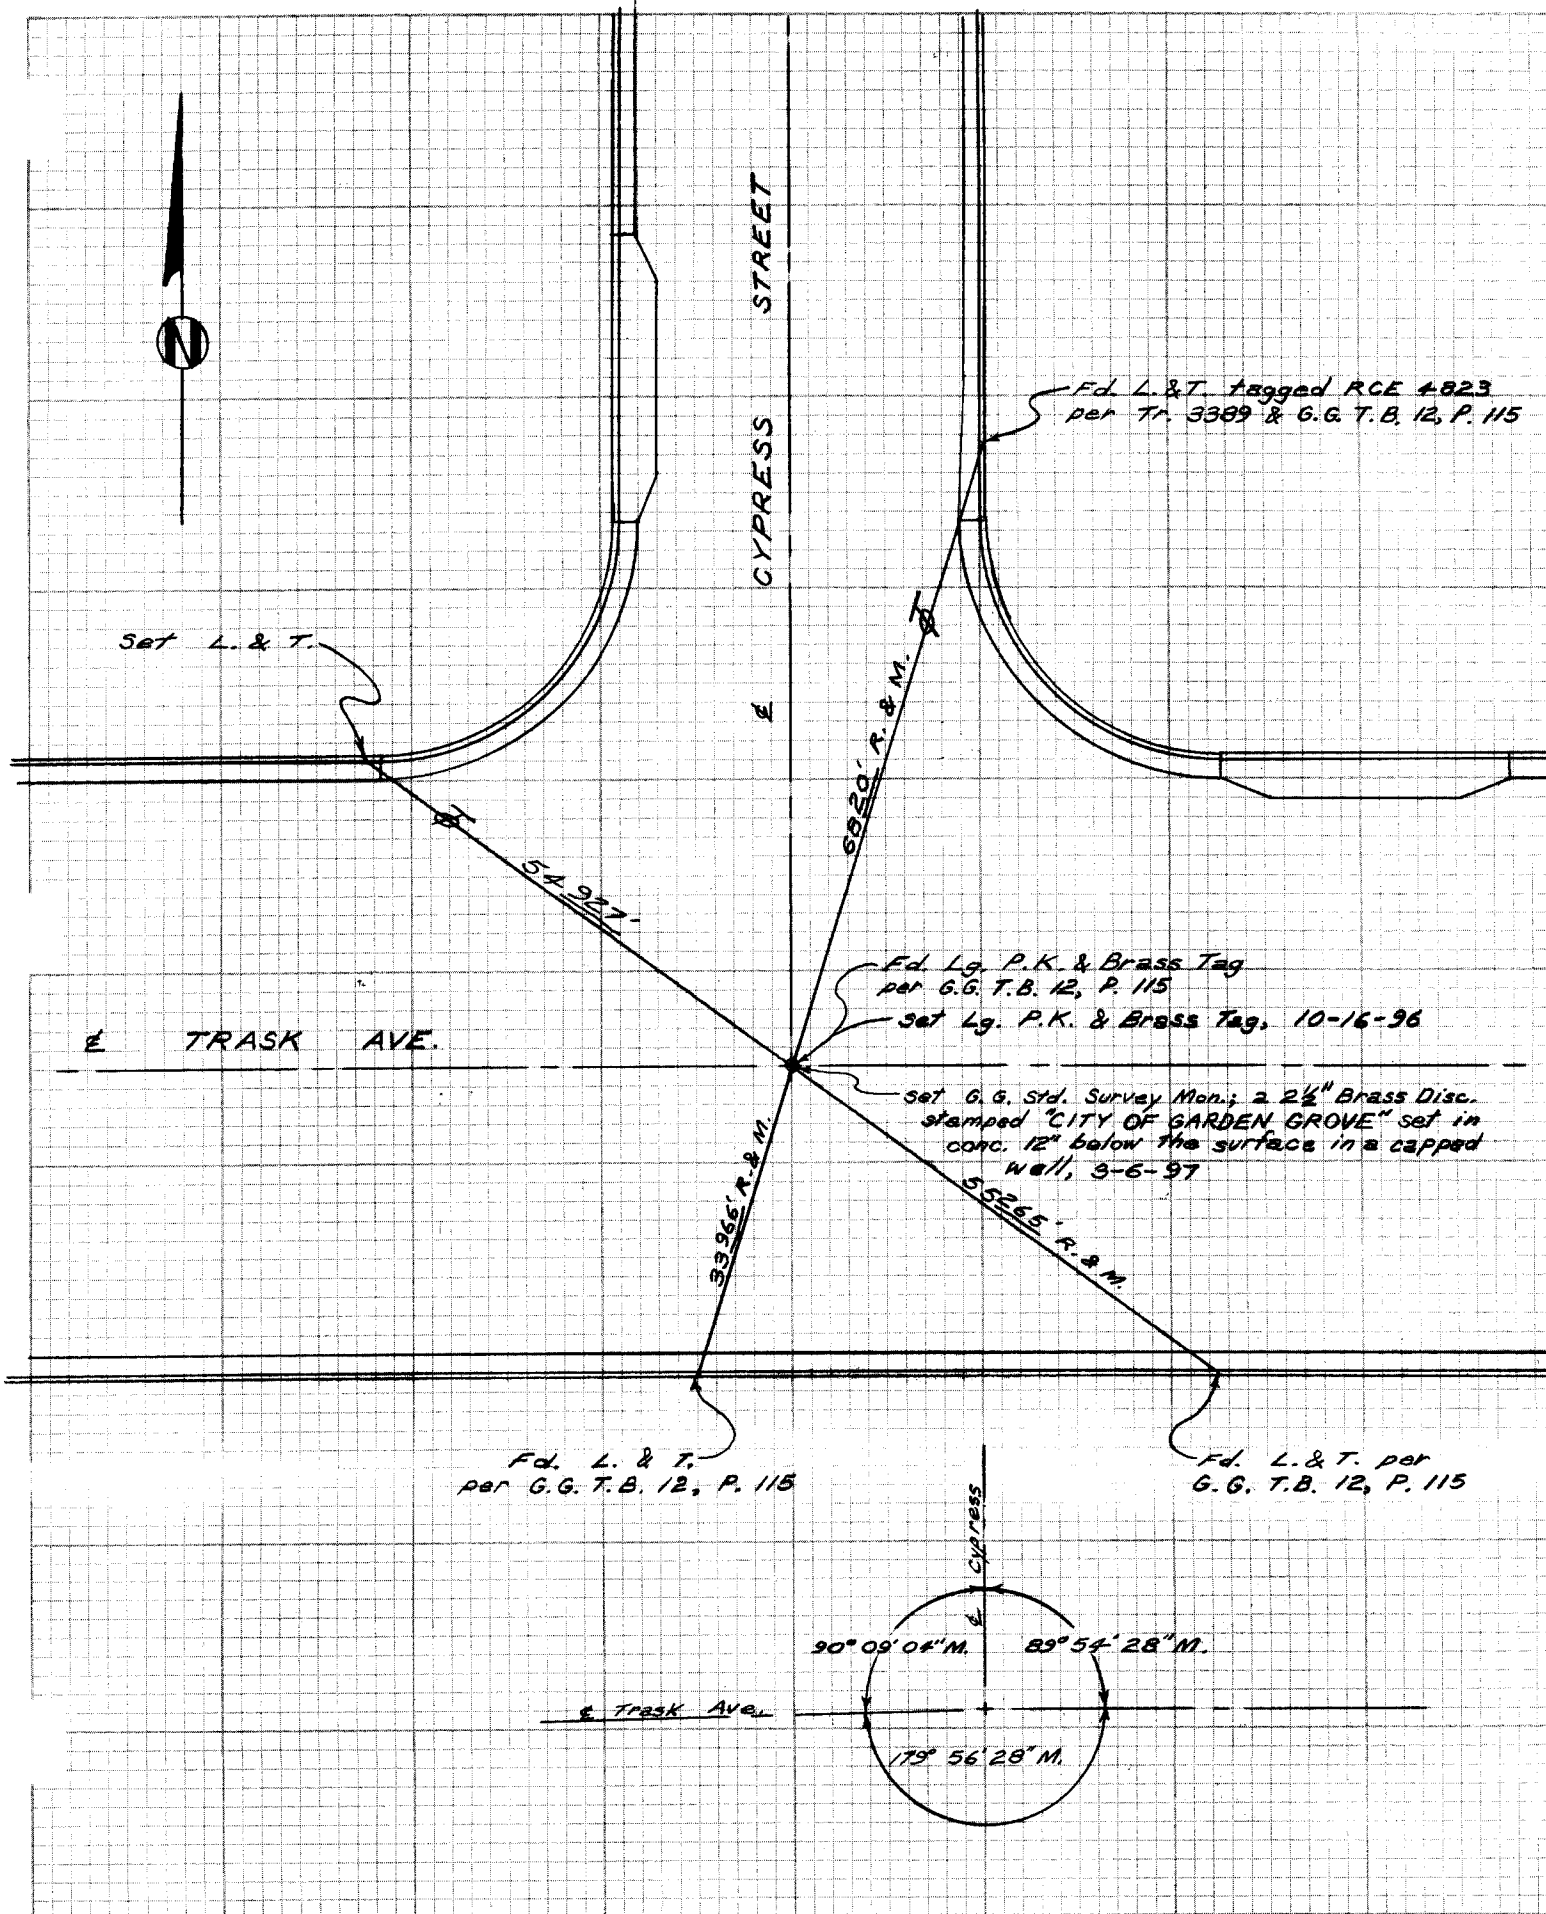 N
CYPRESS STREET
℄
Fd. L. & T. tagged RCE 4823
per Tr. 3389 & G.G. T.B. 12, P. 115
Set L. & T.
68.20' R. & M.
54.927'
Fd. Lg. P.K. & Brass Tag
per G.G. T.B. 12, P. 115
Set Lg. P.K. & Brass Tag, 10-16-96
℄ TRASK AVE.
set G.G. Std. Survey Mon.; a 2½" Brass Disc.
stamped "CITY OF GARDEN GROVE" set in
conc. 12" below the surface in a capped
well, 3-6-97
33.966' R. & M.
55.265' R. & M.
Fd. L. & T.
per G.G. T.B. 12, P. 115
Fd. L. & T. per
G.G. T.B. 12, P. 115
℄ Cypress
90° 09' 04" M.
89° 54' 28" M.
℄ Trask Ave.
179° 56' 28" M.